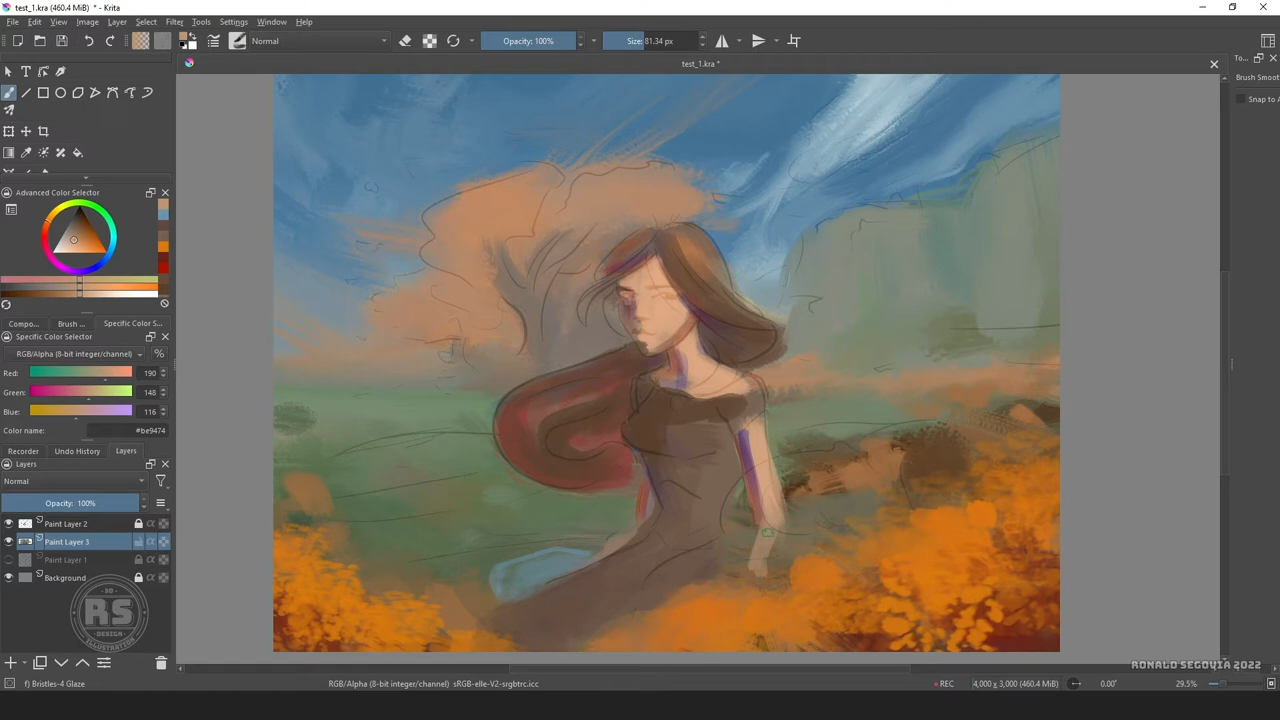 test_1.kra (460.4 MiB) * - Krita
File Edit View Image Layer Select Filter Tools Settings Window Help
Normal Opacity: 100% Size: 81.34 px
test_1.kra *
To...
Brush Smoot
Snap to A
Advanced Color Selector
Compo... Brush ... Specific Color S...
Specific Color Selector
RGB/Alpha (8-bit integer/channel) %
Red: 190
Green: 148
Blue: 116
Color name: #be9474
Recorder Undo History Layers
Layers
Normal
Opacity: 100%
Paint Layer 2
Paint Layer 3
Paint Layer 1
Background
RS
3D
DESIGN
ILLUSTRATION
RONALD SEGOVIA 2022
f) Bristles-4 Glaze RGB/Alpha (8-bit integer/channel) sRGB-elle-V2-srgbtrc.icc REC 4,000 x 3,000 (460.4 MiB) 0.00° 29.5%